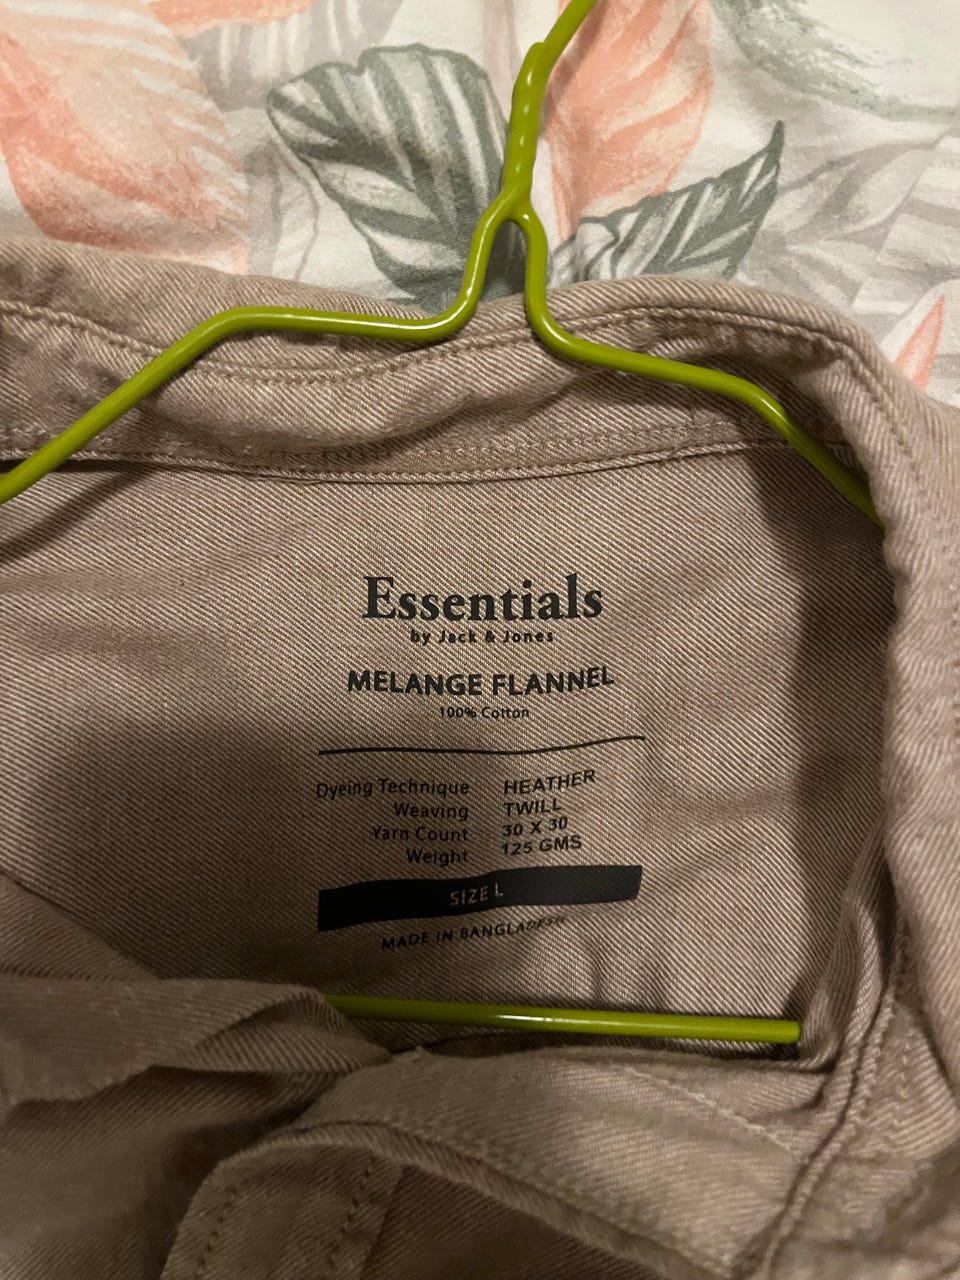 Essentials
by Jack & Jones
MELANGE FLANNEL
100% Cotton
Dyeing Technique HEATHER
Weaving TWILL
Yarn Count 30 X 30
Weight 125 GMS
SIZE L
MADE IN BANGLADESH